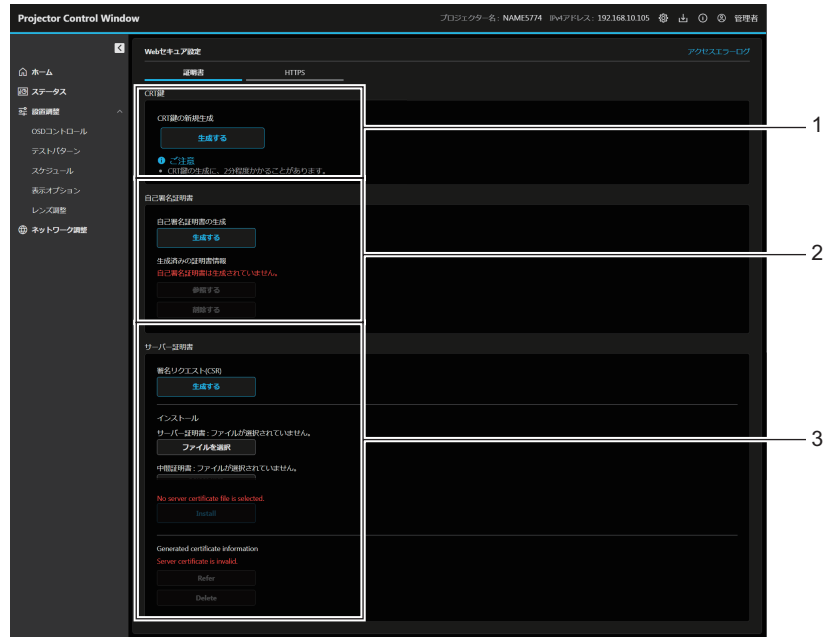 Projector Control Window
プロジェクター名: NAME5774 IPv4アドレス: 192.168.10.105 管理者
Webセキュア設定
アクセスエラーログ
ホーム
ステータス
設置調整
OSDコントロール
テストパターン
スケジュール
表示オプション
レンズ調整
ネットワーク調整
証明書 HTTPS
CRT鍵
CRT鍵の新規生成
生成する
ご注意
• CRT鍵の生成に、2分程度かかることがあります。
1
自己署名証明書
自己署名証明書の生成
生成する
生成済みの証明書情報
自己署名証明書は生成されていません。
参照する
削除する
2
サーバー証明書
署名リクエスト(CSR)
生成する
インストール
サーバー証明書 : ファイルが選択されていません。
ファイルを選択
中間証明書 : ファイルが選択されていません。
No server certificate file is selected.
Install
Generated certificate information
Server certificate is invalid.
Refer
Delete
3